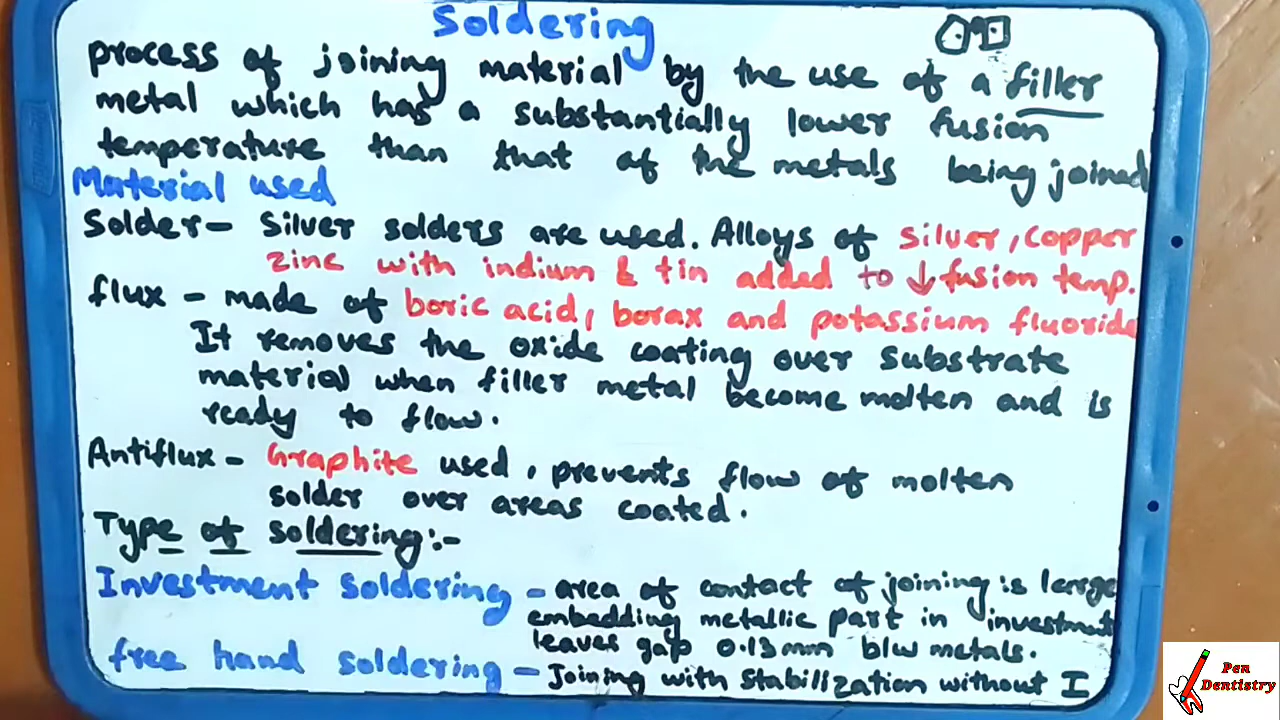 Soldering
process of joining material by the use of a filler
metal which has a substantially lower fusion
temperature than that of the metals being joined
Material used
Solder - Silver solders are used. Alloys of silver, copper
zinc with indium & tin added to ↓ fusion temp.
flux - made of boric acid, borax and potassium fluoride
It removes the oxide coating over substrate
material when filler metal become molten and is
ready to flow.
Antiflux - Graphite used, prevents flow of molten
solder over areas coated.
Type of soldering:-
Investment soldering - area of contact of joining is large
embedding metallic part in investment
leaves gap 0.13mm b/w metals.
free hand soldering - Joining with stabilization without I
Pen
Dentistry